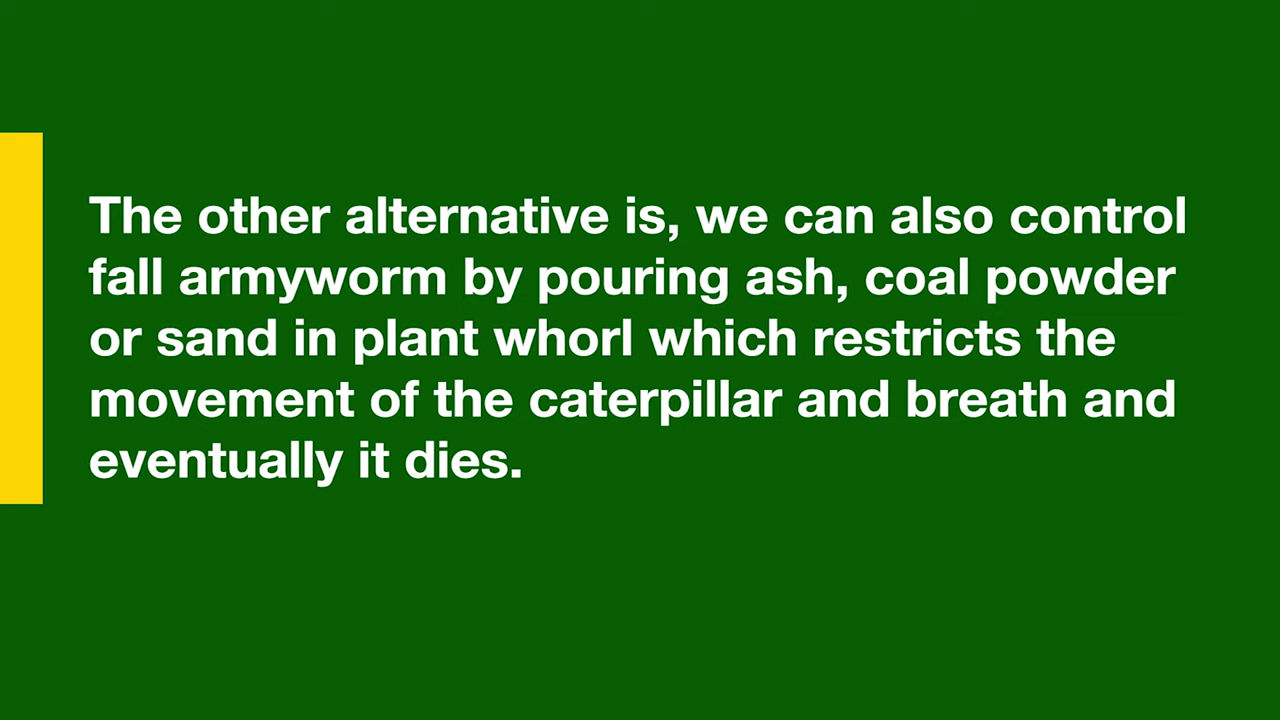 The other alternative is, we can also control
fall armyworm by pouring ash, coal powder
or sand in plant whorl which restricts the
movement of the caterpillar and breath and
eventually it dies.